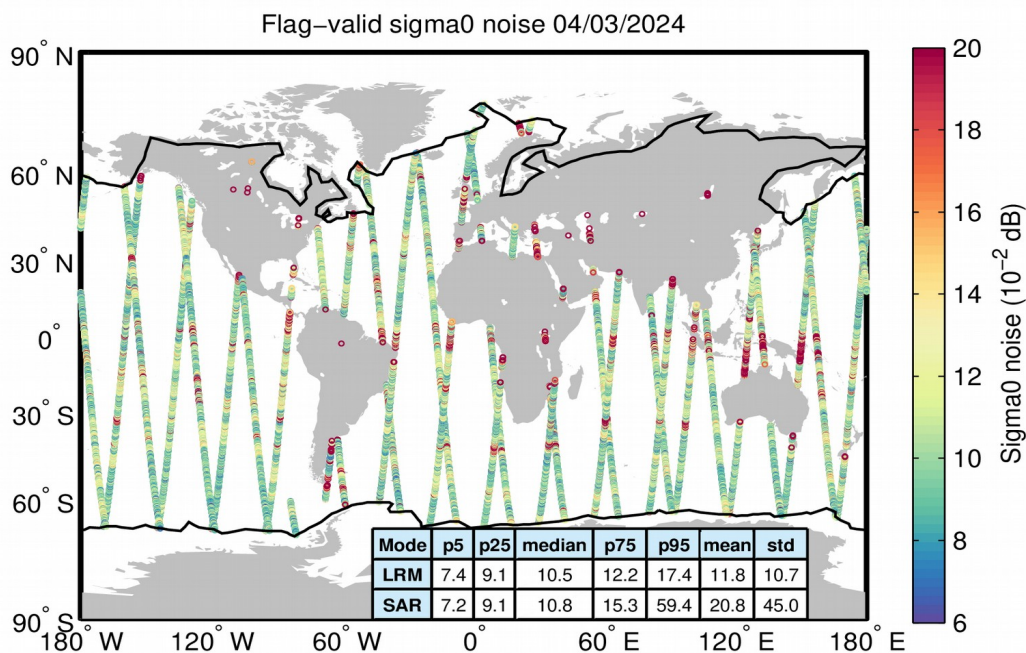 Flag−valid sigma0 noise 04/03/2024
90° N
60° N
30° N
0°
30° S
60° S
90° S
180° W
120° W
60° W
0°
60° E
120° E
180° E
Mode p5 p25 median p75 p95 mean std
LRM 7.4 9.1 10.5 12.2 17.4 11.8 10.7
SAR 7.2 9.1 10.8 15.3 59.4 20.8 45.0
20
18
16
14
12
10
8
6
Sigma0 noise (10⁻² dB)